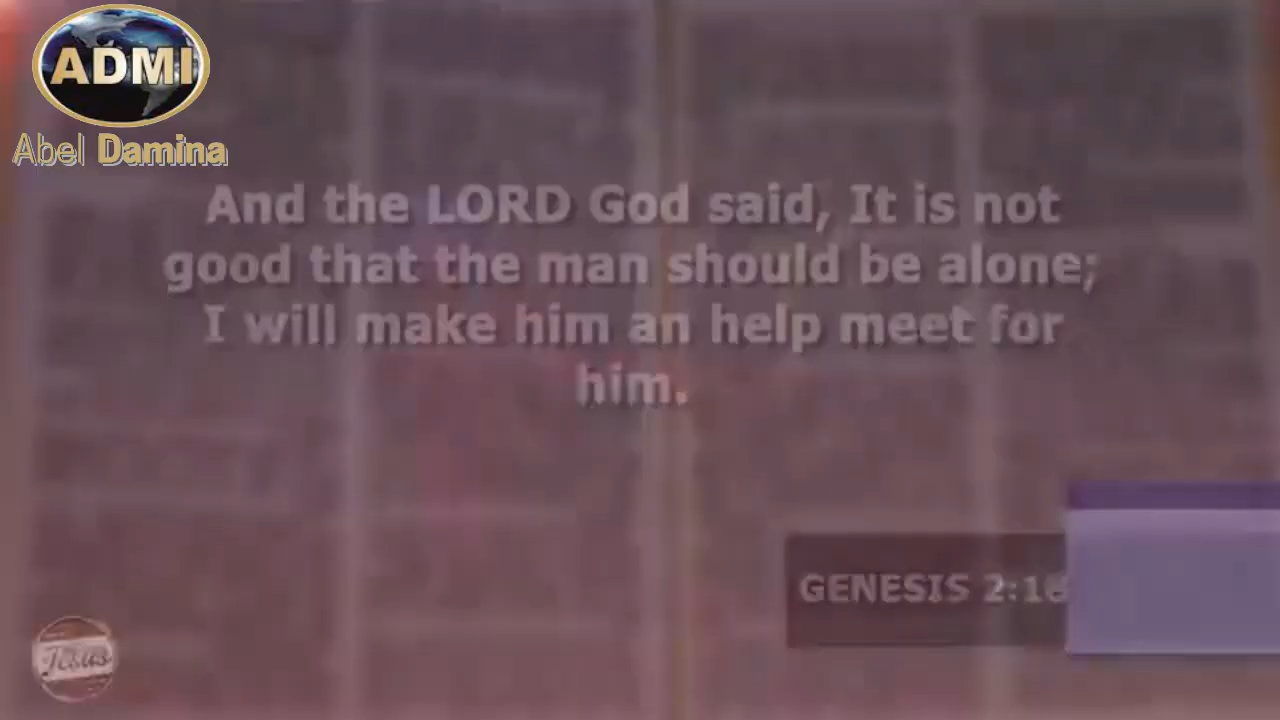 ADMI
Abel Damina
And the LORD God said, It is not
good that the man should be alone;
I will make him an help meet for
him.
GENESIS 2:18
Jesus